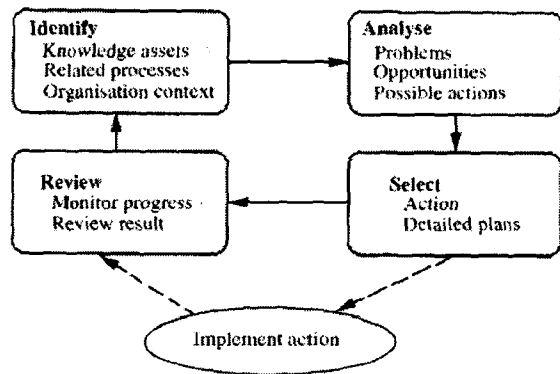 Identify
Knowledge assets
Related processes
Organisation context
Analyse
Problems
Opportunities
Possible actions
Review
Monitor progress
Review result
Select
Action
Detailed plans
Implement action